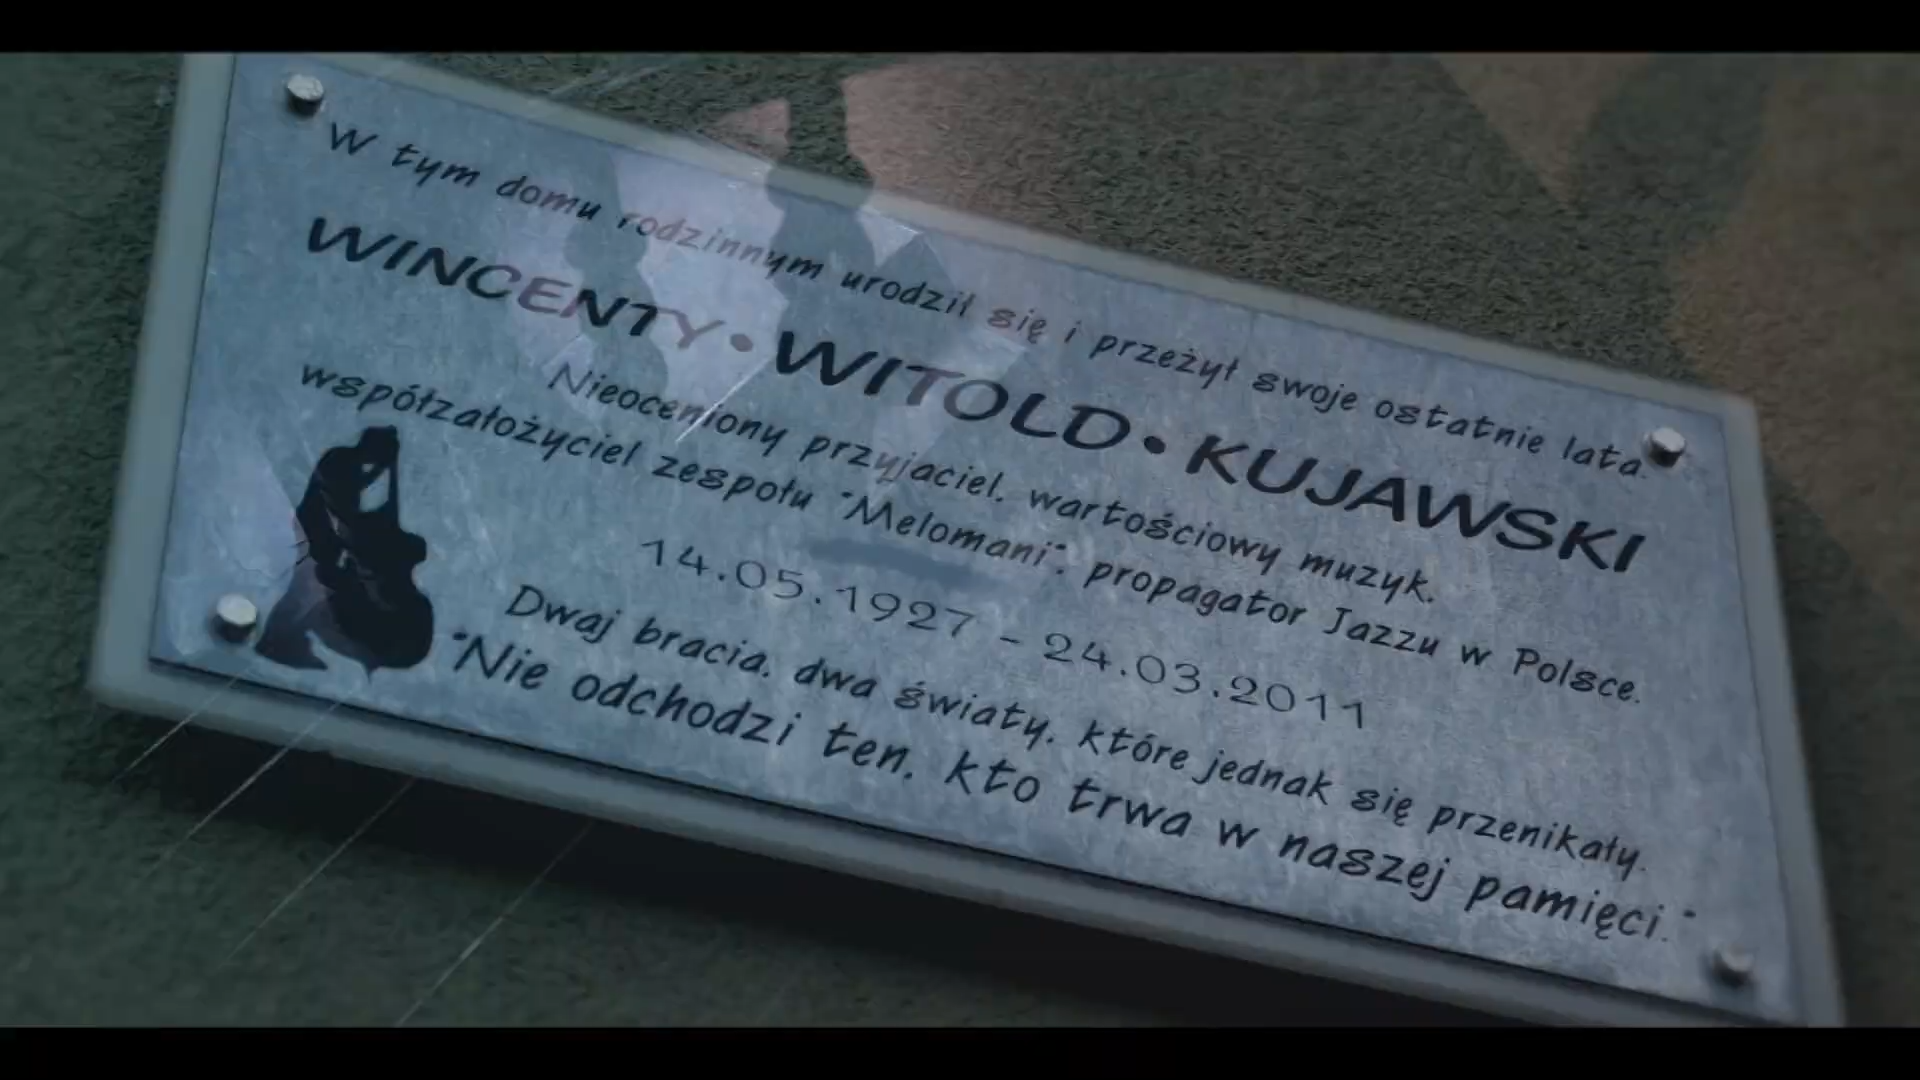 W tym domu rodzinnym urodził się i przeżył swoje ostatnie lata.
WINCENTY • WITOLD • KUJAWSKI
Nieoceniony przyjaciel, wartościowy muzyk.
współzałożyciel zespołu "Melomani", propagator Jazzu w Polsce.
14.05.1927 - 24.03.2011
Dwaj bracia, dwa światy, które jednak się przenikały.
"Nie odchodzi ten, kto trwa w naszej pamięci."